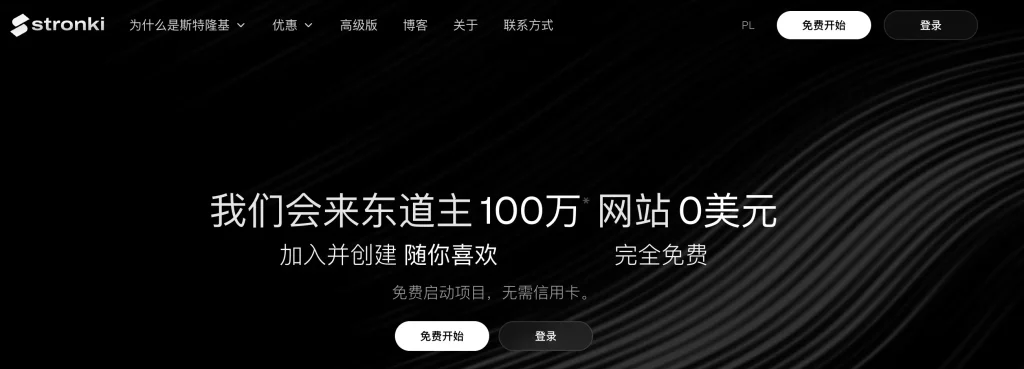 stronki 为什么是斯特隆基 优惠 高级版 博客 关于 联系方式 PL 免费开始 登录
我们会来东道主 100万* 网站 0美元
加入并创建 随你喜欢 完全免费
免费启动项目，无需信用卡。
免费开始 登录